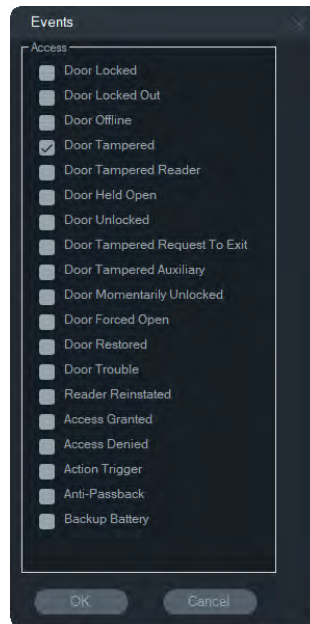 Events
Access
Door Locked
Door Locked Out
Door Offline
Door Tampered
Door Tampered Reader
Door Held Open
Door Unlocked
Door Tampered Request To Exit
Door Tampered Auxiliary
Door Momentarily Unlocked
Door Forced Open
Door Restored
Door Trouble
Reader Reinstated
Access Granted
Access Denied
Action Trigger
Anti-Passback
Backup Battery
OK Cancel